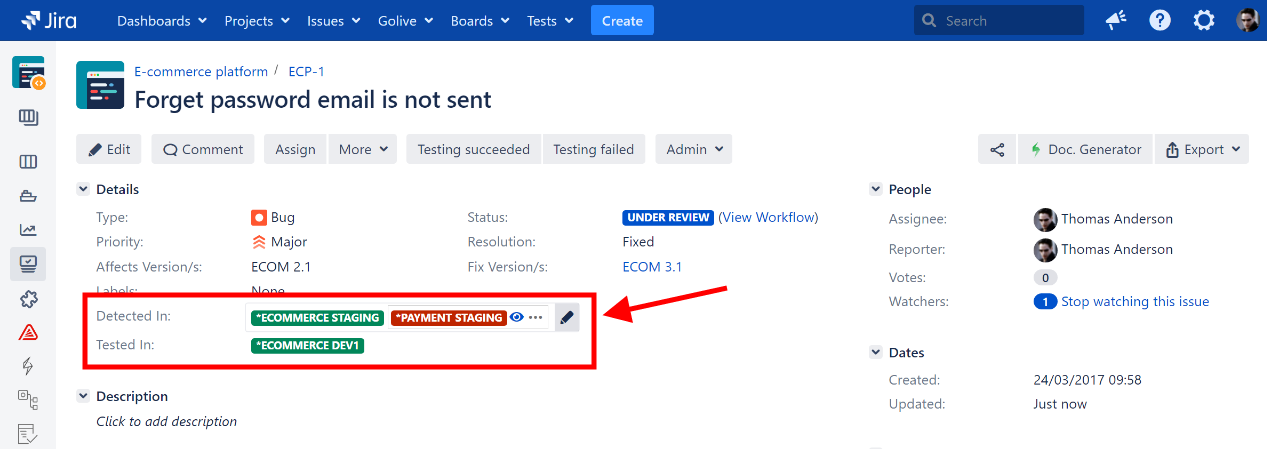 Jira Dashboards Projects Issues Golive Boards Tests Create Search
E-commerce platform / ECP-1
Forget password email is not sent
Edit Comment Assign More Testing succeeded Testing failed Admin Doc. Generator Export
Details
Type: Bug
Status: UNDER REVIEW (View Workflow)
Priority: Major
Resolution: Fixed
Affects Version/s: ECOM 2.1
Fix Version/s: ECOM 3.1
Labels: None
Detected In: *ECOMMERCE STAGING *PAYMENT STAGING
Tested In: *ECOMMERCE DEV1
Description
Click to add description
People
Assignee: Thomas Anderson
Reporter: Thomas Anderson
Votes: 0
Watchers: 1 Stop watching this issue
Dates
Created: 24/03/2017 09:58
Updated: Just now